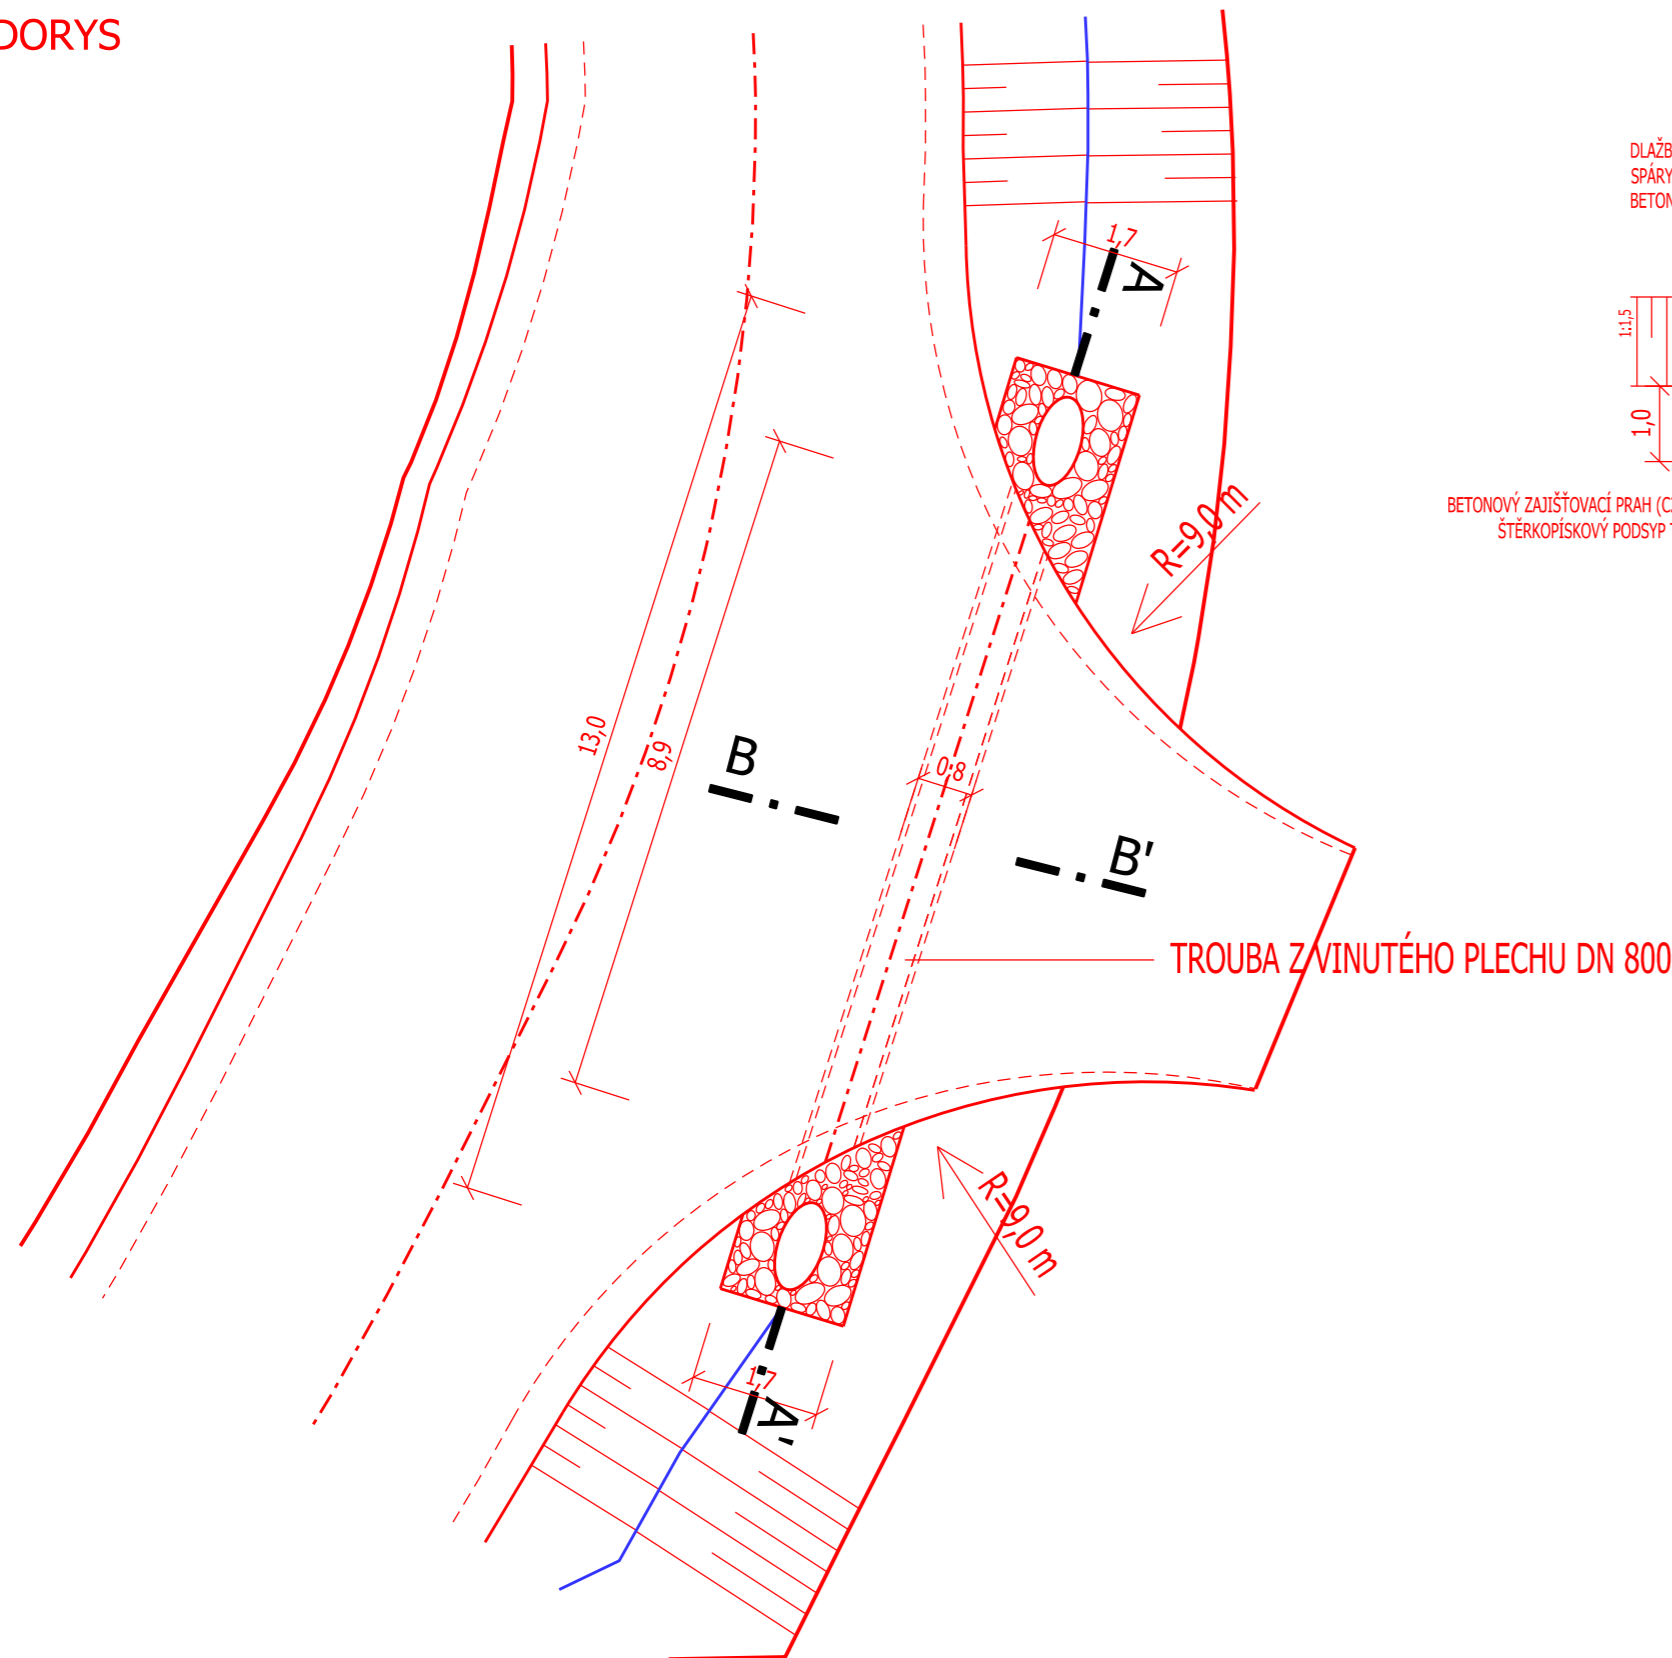 DORYS
DLAŽB
SPÁRY
BETON
1,7
A
1:1,5
1,0
R=9,0 m
BETONOVÝ ZAJIŠŤOVACÍ PRAH (C
ŠTĚRKOPÍSKOVÝ PODSYP T
13,0
8,9
B
0,8
B'
TROUBA Z VINUTÉHO PLECHU DN 800
R=9,0 m
1,7
A'